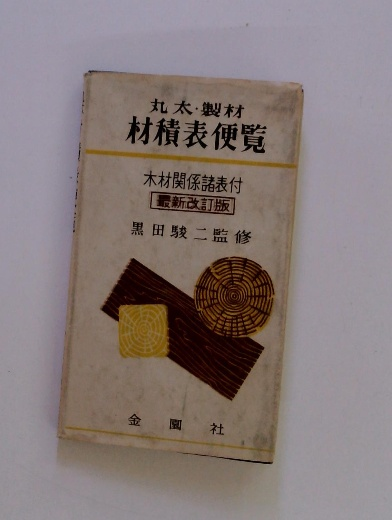 丸太・製材
材積表便覧
木材関係諸表付
最新改訂版
黒田駿二監修
金園社